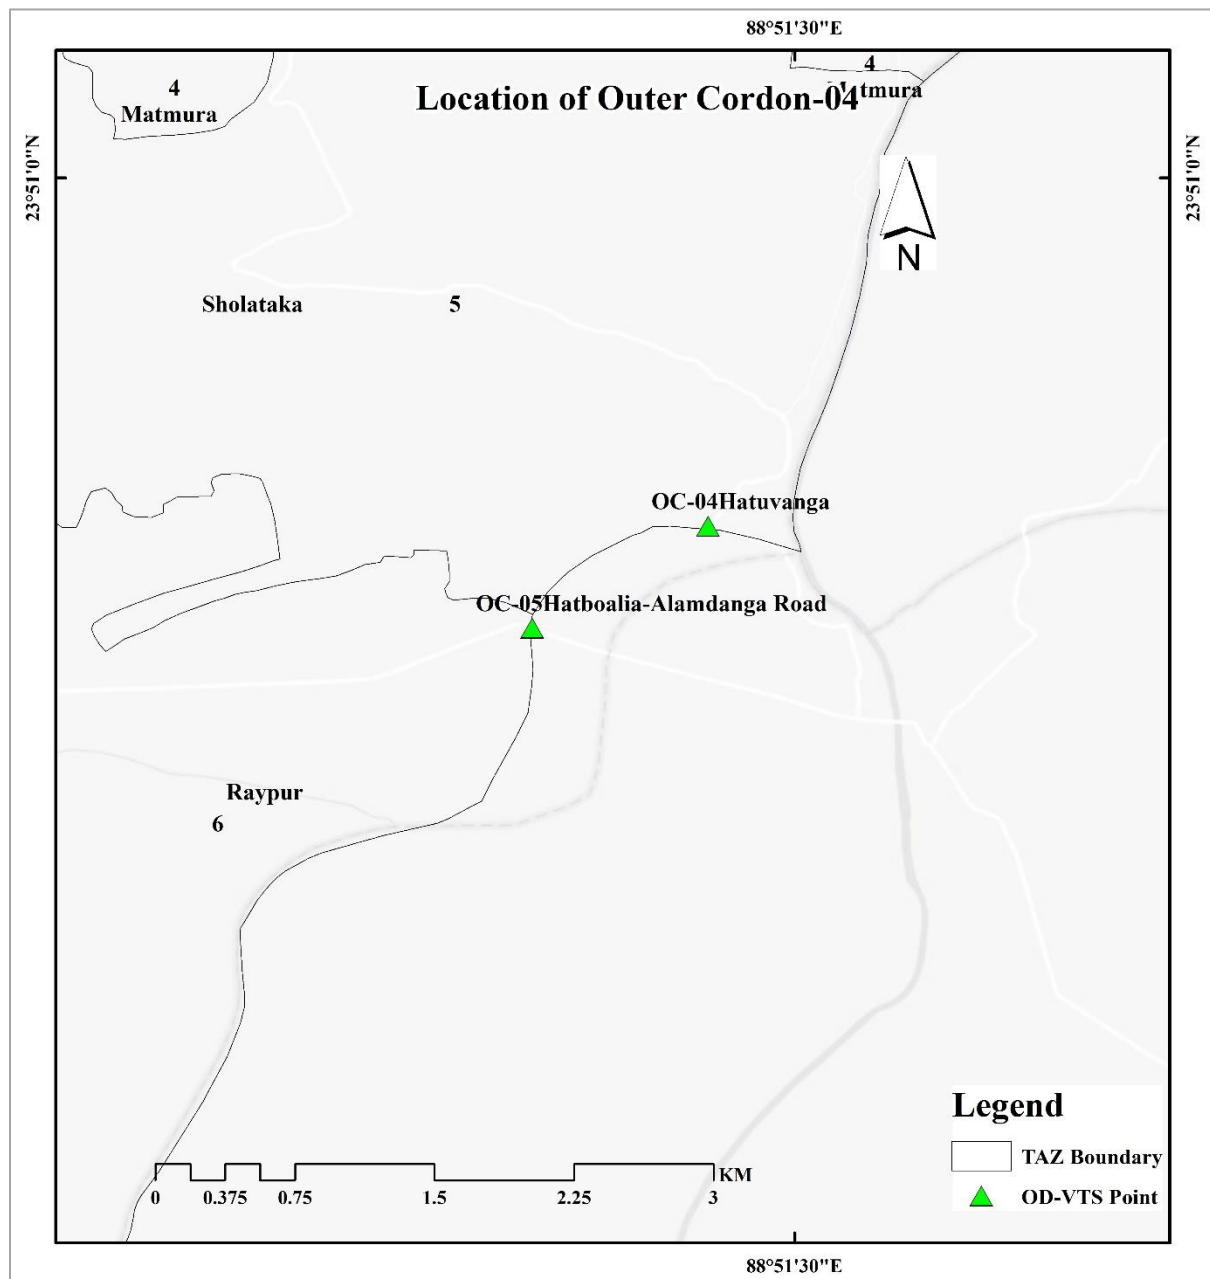 88°51'30"E
4
Matmura
4
Matmura
Location of Outer Cordon-04
23°51'0"N
23°51'0"N
N
Sholataka
5
OC-04Hatuvanga
OC-05Hatboalia-Alamdanga Road
Raypur
6
Legend
TAZ Boundary
OD-VTS Point
KM
0 0.375 0.75 1.5 2.25 3
88°51'30"E